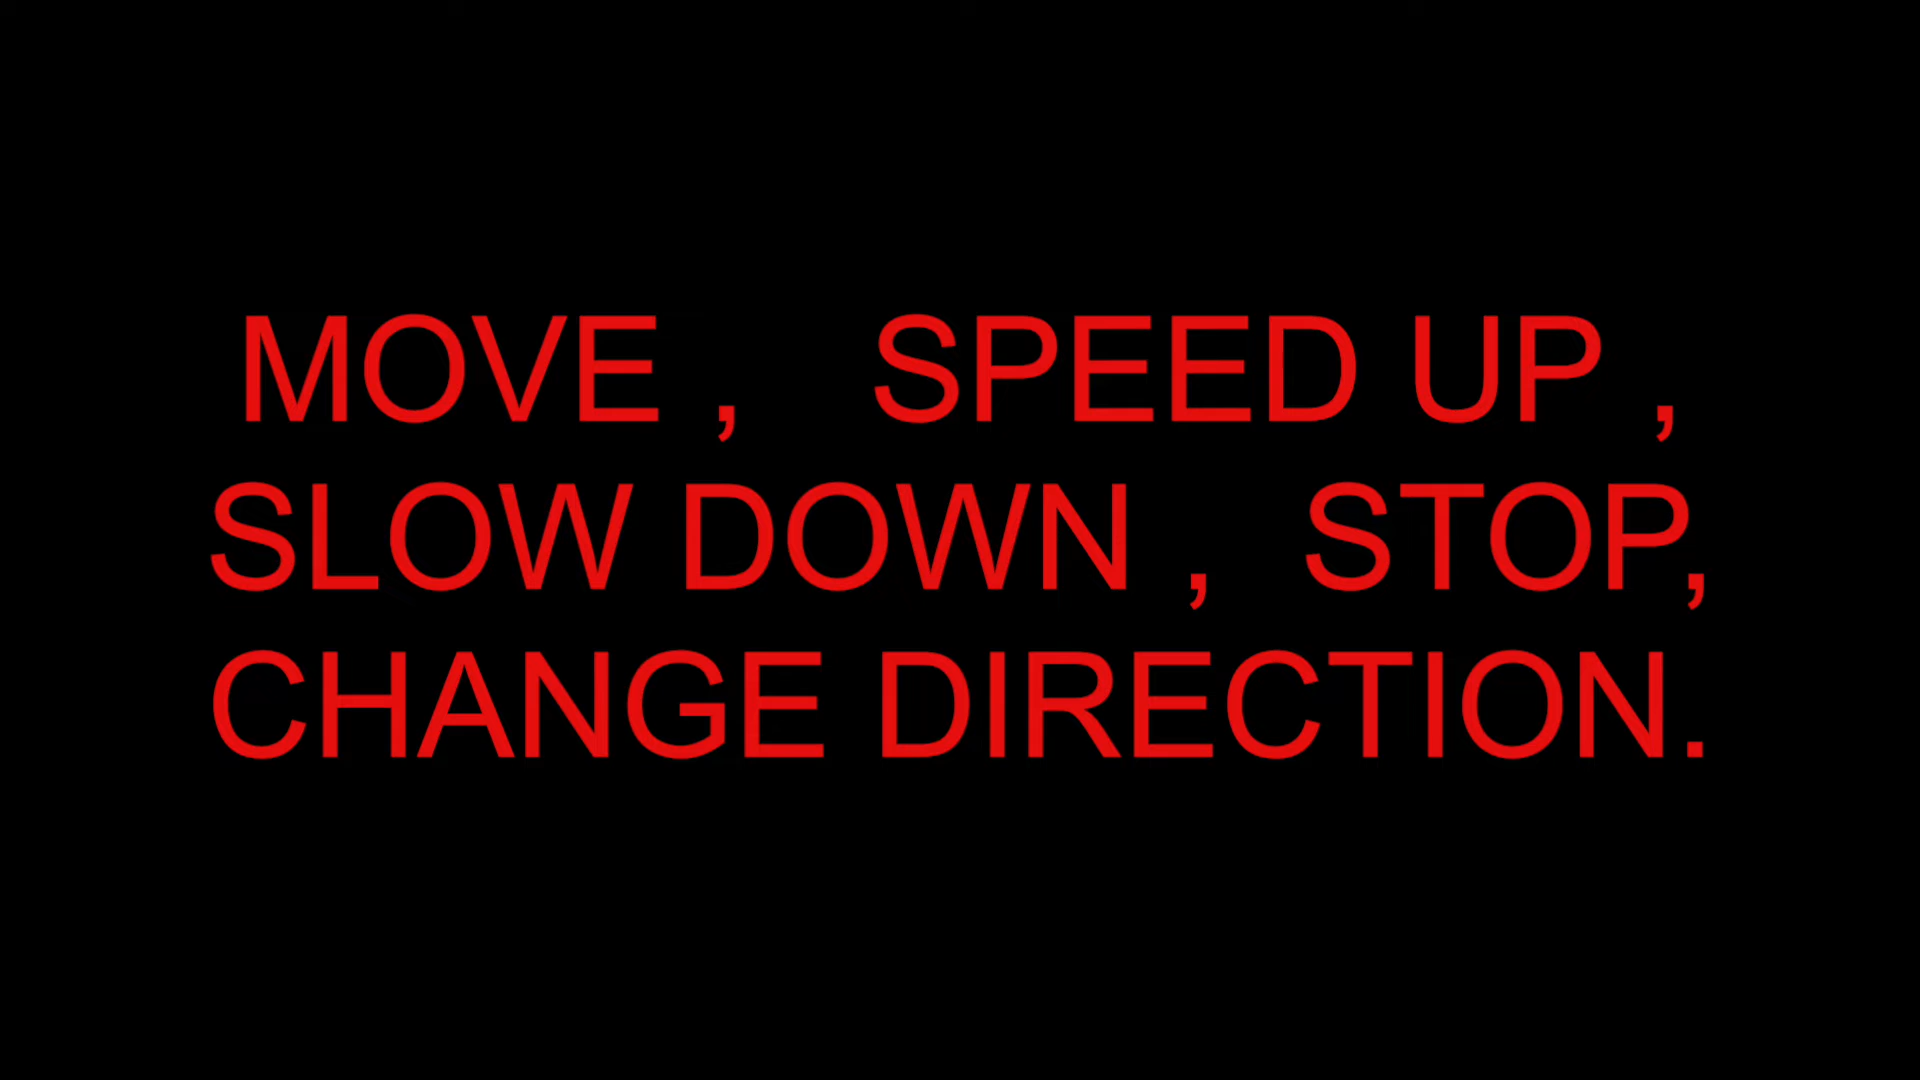 MOVE ,   SPEED UP ,
SLOW DOWN ,  STOP,
CHANGE DIRECTION.